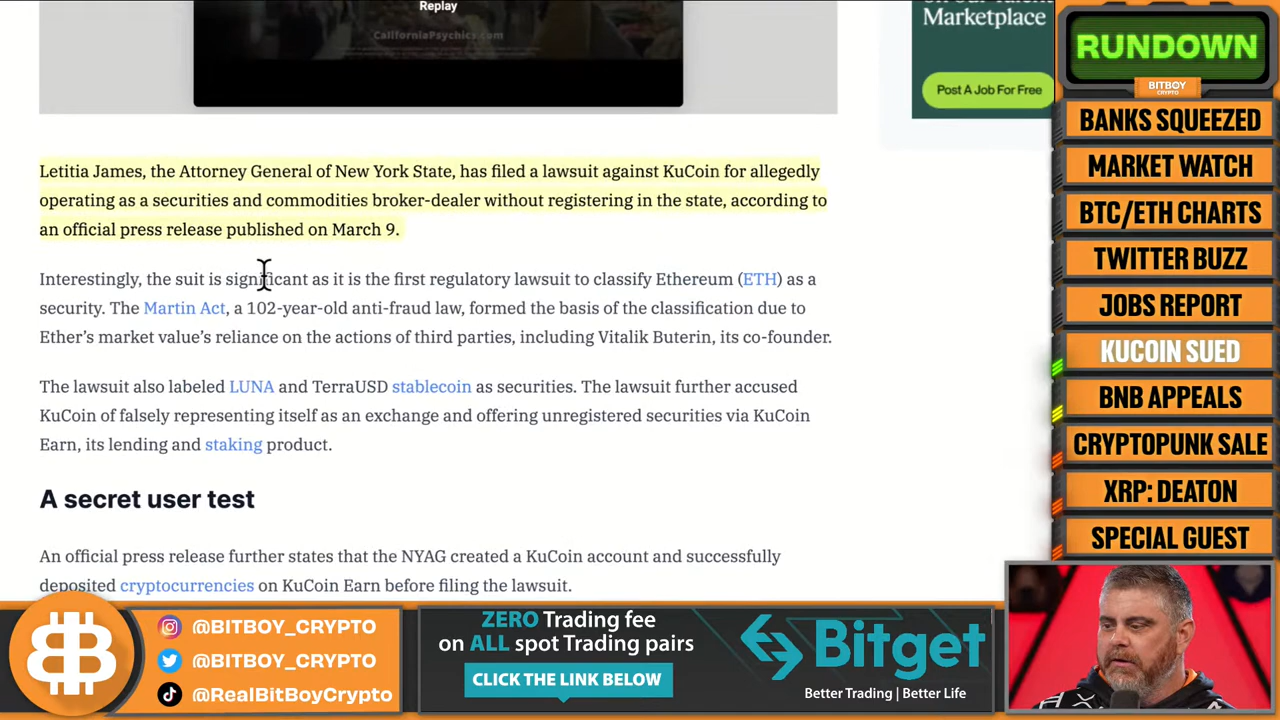 Replay
CaliforniaPsychics.com
Marketplace
Post A Job For Free
Letitia James, the Attorney General of New York State, has filed a lawsuit against KuCoin for allegedly
operating as a securities and commodities broker-dealer without registering in the state, according to
an official press release published on March 9.
Interestingly, the suit is significant as it is the first regulatory lawsuit to classify Ethereum (ETH) as a
security. The Martin Act, a 102-year-old anti-fraud law, formed the basis of the classification due to
Ether’s market value’s reliance on the actions of third parties, including Vitalik Buterin, its co-founder.
The lawsuit also labeled LUNA and TerraUSD stablecoin as securities. The lawsuit further accused
KuCoin of falsely representing itself as an exchange and offering unregistered securities via KuCoin
Earn, its lending and staking product.
A secret user test
An official press release further states that the NYAG created a KuCoin account and successfully
deposited cryptocurrencies on KuCoin Earn before filing the lawsuit.
RUNDOWN
BITBOY
CRYPTO
BANKS SQUEEZED
MARKET WATCH
BTC/ETH CHARTS
TWITTER BUZZ
JOBS REPORT
KUCOIN SUED
BNB APPEALS
CRYPTOPUNK SALE
XRP: DEATON
SPECIAL GUEST
@BITBOY_CRYPTO
@BITBOY_CRYPTO
@RealBitBoyCrypto
ZERO Trading fee
on ALL spot Trading pairs
CLICK THE LINK BELOW
Bitget
Better Trading | Better Life